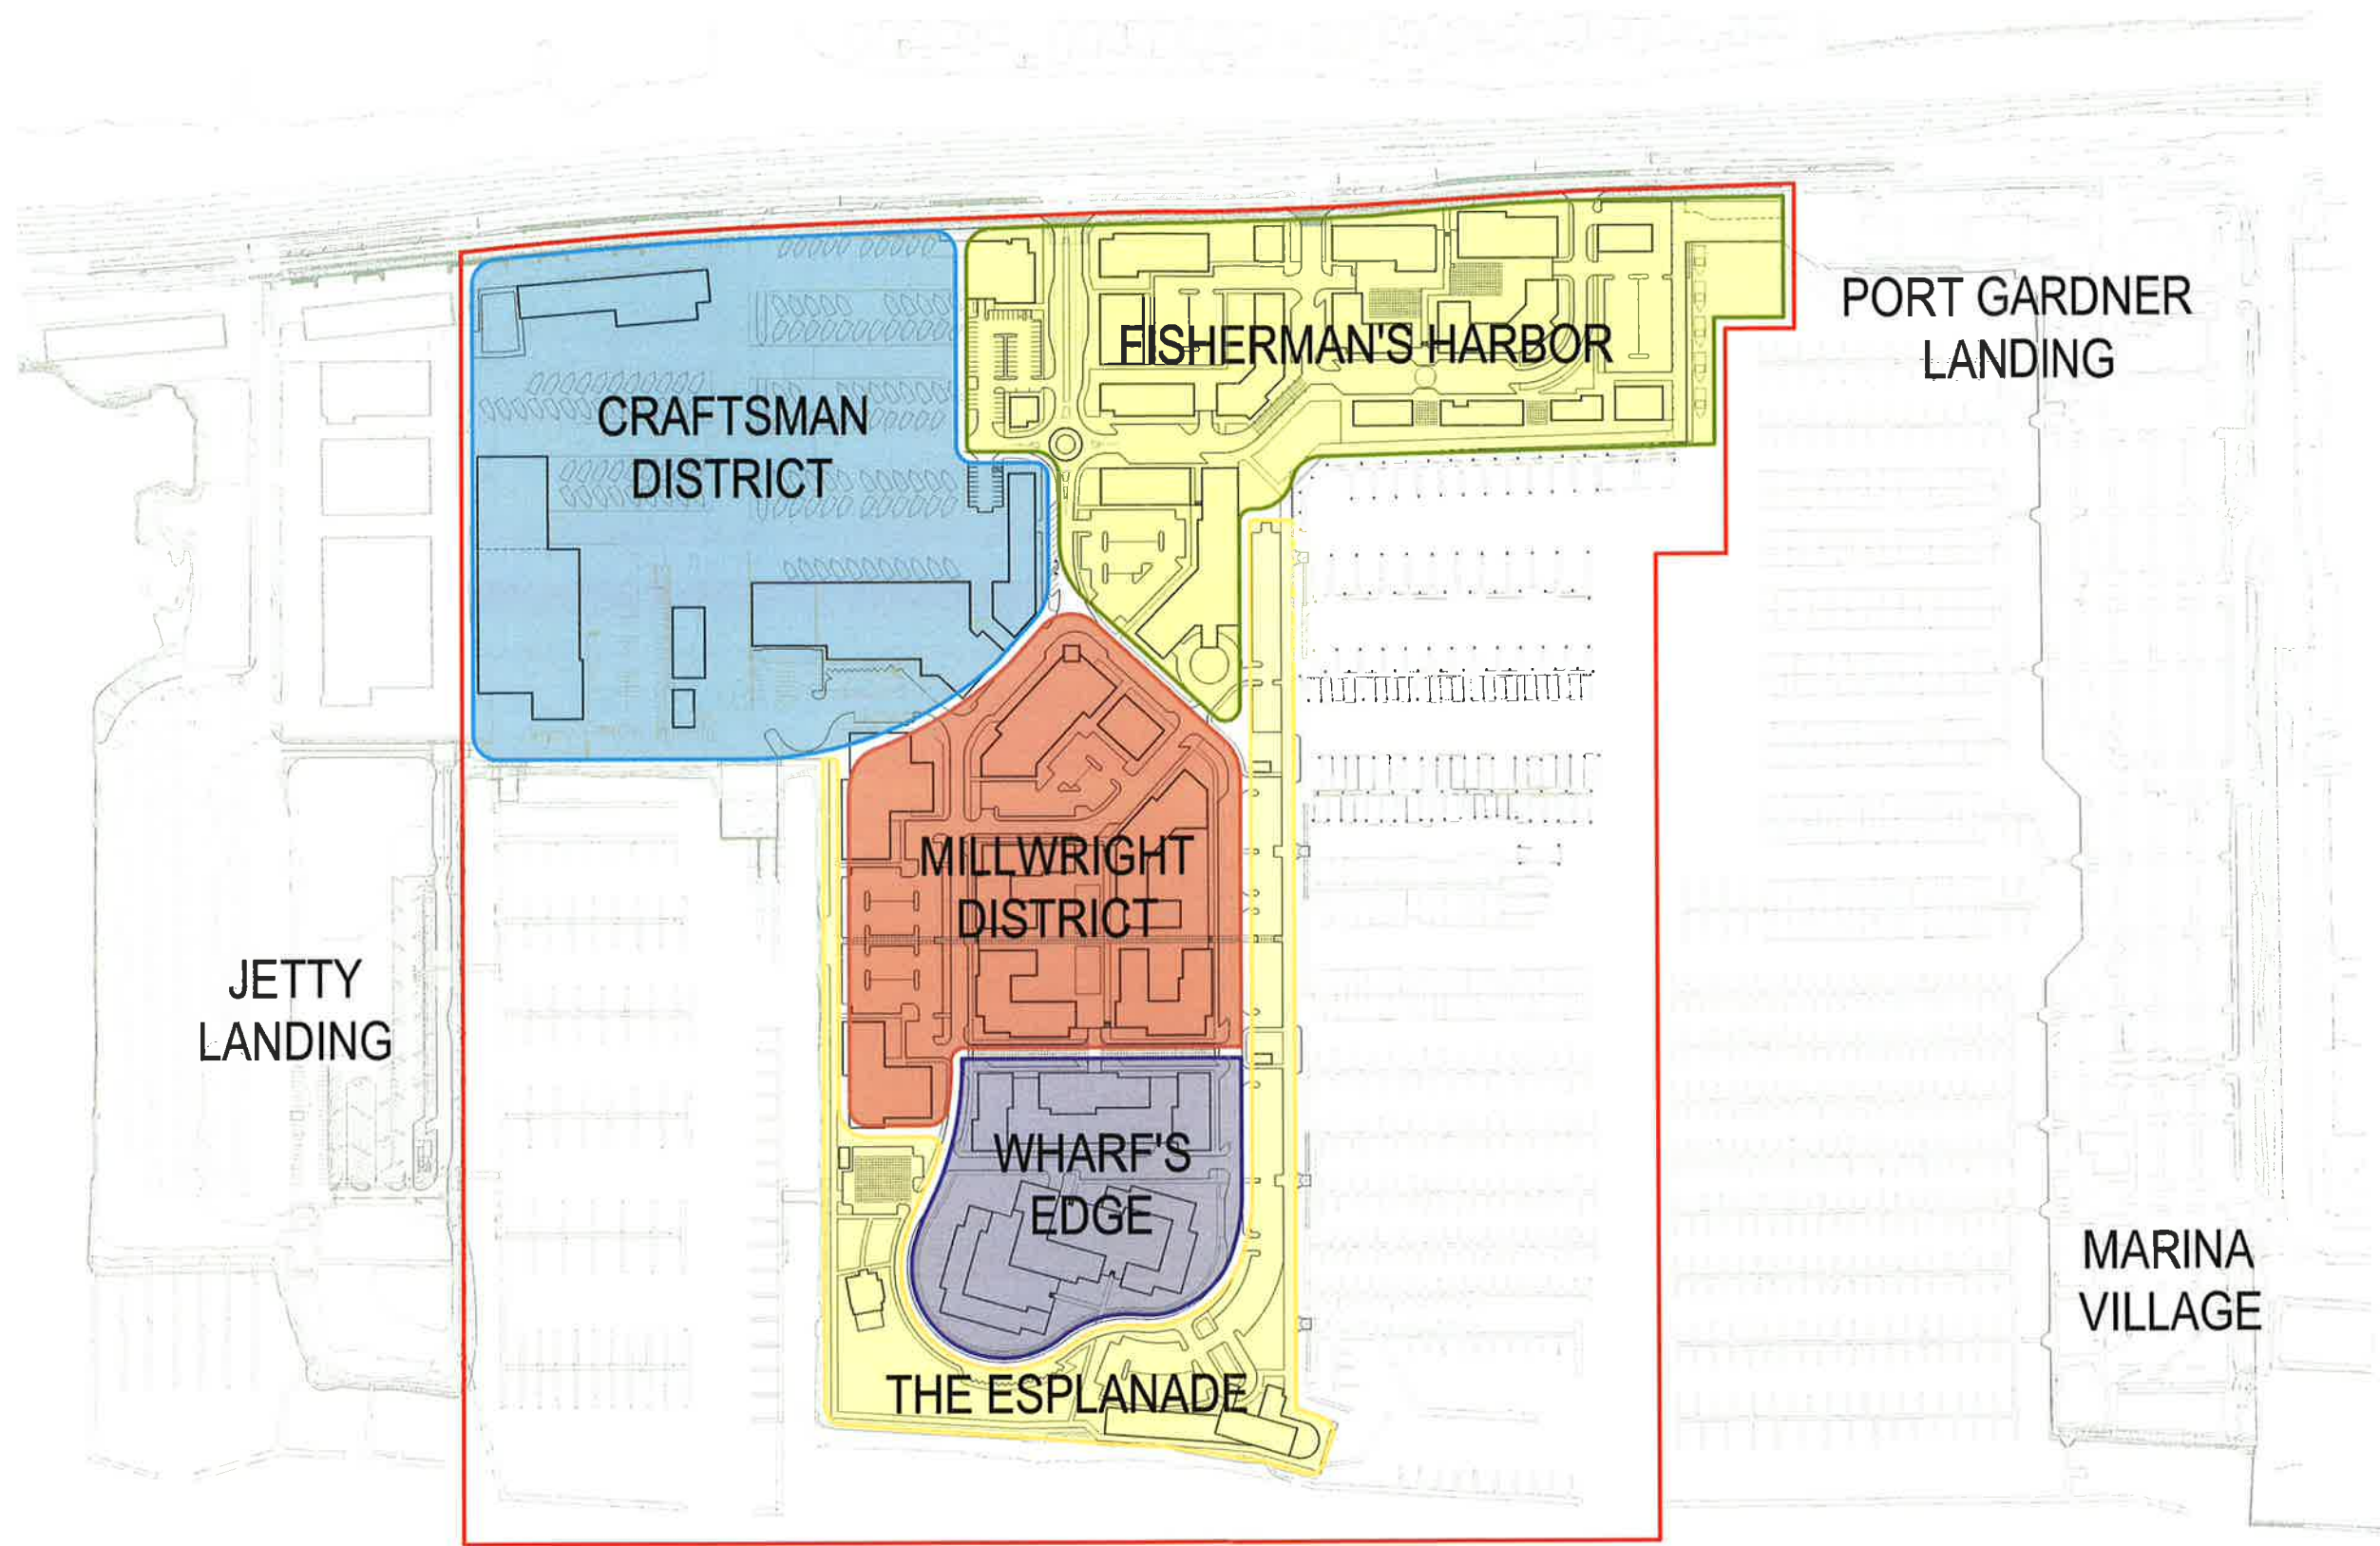 PORT GARDNER
LANDING
FISHERMAN'S HARBOR
CRAFTSMAN
DISTRICT
MILLWRIGHT
DISTRICT
JETTY
LANDING
WHARF'S
EDGE
MARINA
VILLAGE
THE ESPLANADE